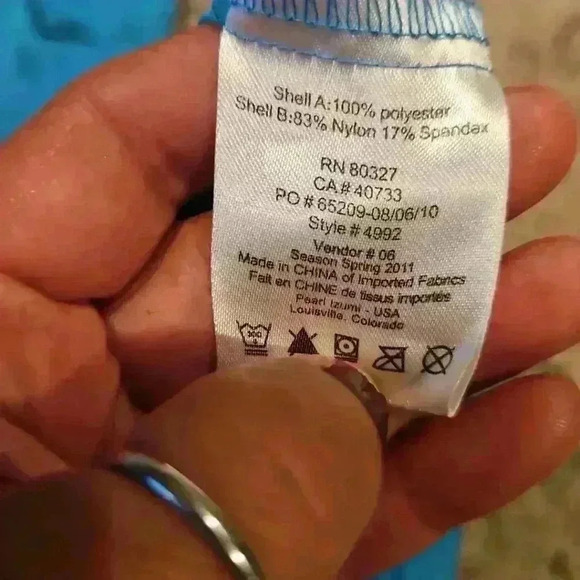 Shell A:100% polyester
Shell B:83% Nylon 17% Spandex
RN 80327
CA# 40733
PO # 65209-08/06/10
Style # 4992
Vendor # 06
Season Spring 2011
Made in CHINA of Imported Fabrics
Fait en CHINE de tissus importés
Pearl Izumi - USA
Louisville, Colorado